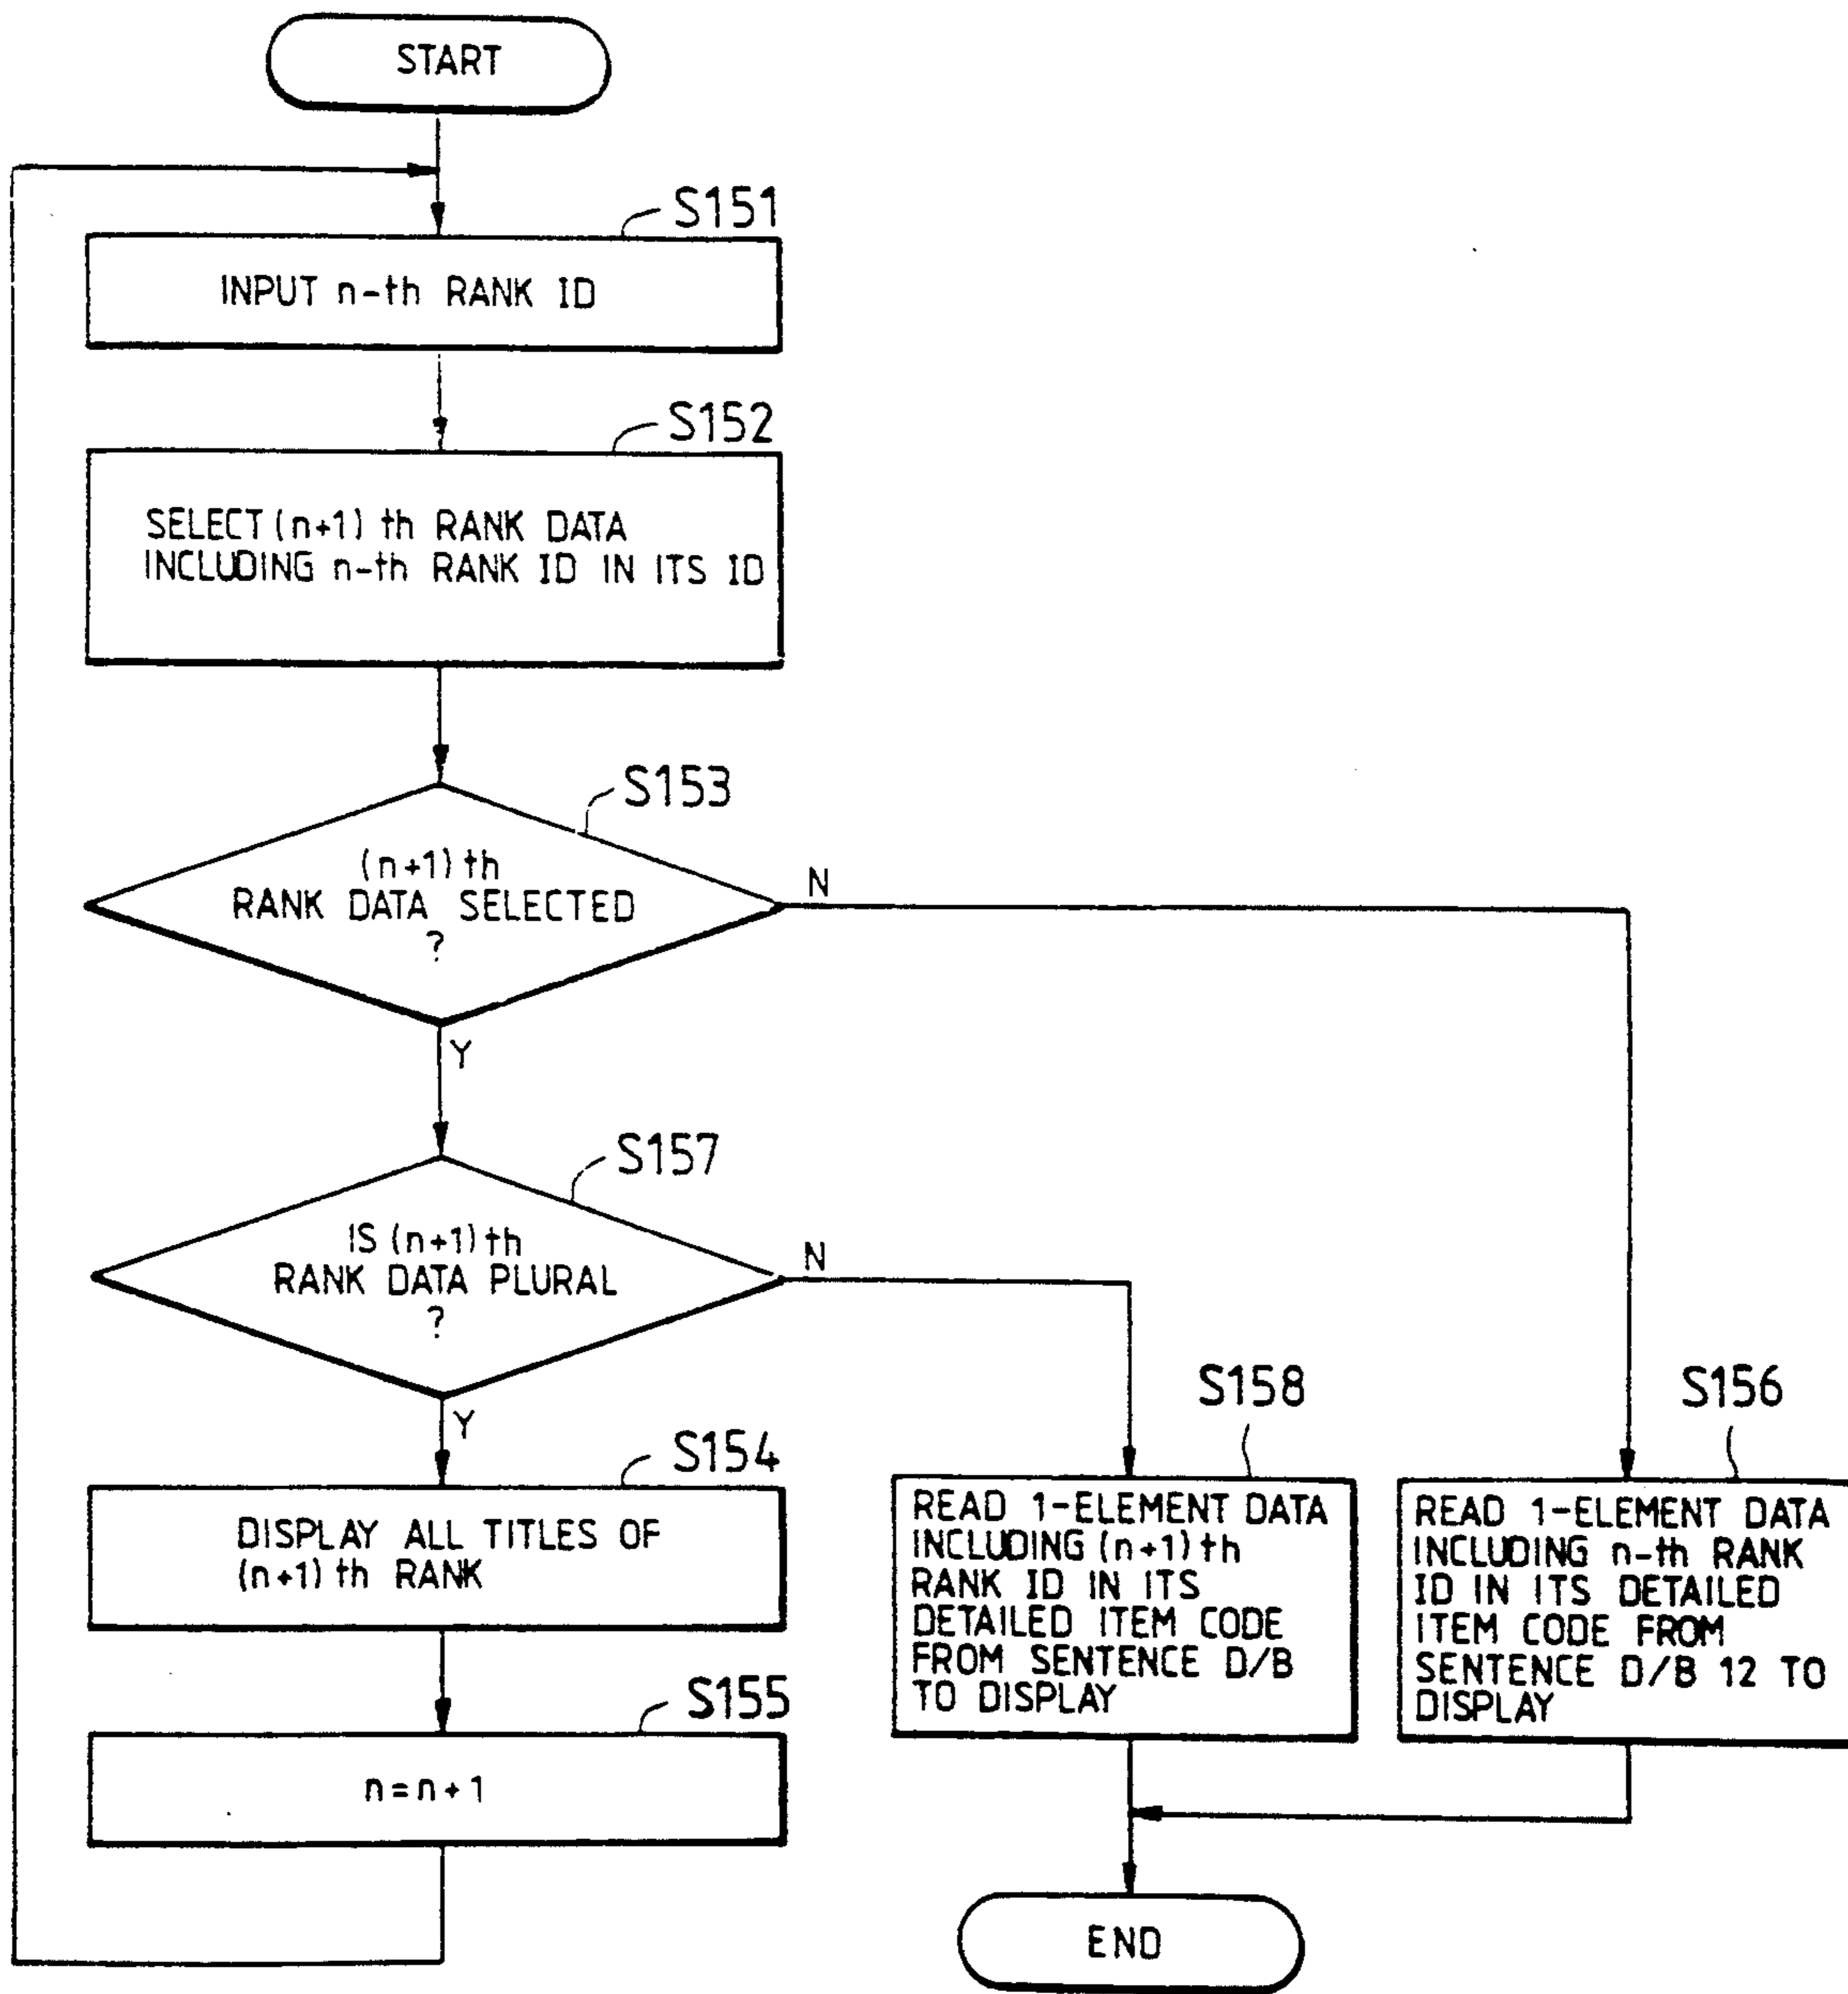 START
S151
INPUT n-th RANK ID
S152
SELECT (n+1) th RANK DATA
INCLUDING n-th RANK ID IN ITS ID
S153
(n+1) th
RANK DATA SELECTED
?
N
Y
S157
IS (n+1) th
RANK DATA PLURAL
?
N
Y
S154
DISPLAY ALL TITLES OF
(n+1) th RANK
S155
n=n+1
S158
READ 1-ELEMENT DATA
INCLUDING (n+1) th
RANK ID IN ITS
DETAILED ITEM CODE
FROM SENTENCE D/B
TO DISPLAY
S156
READ 1-ELEMENT DATA
INCLUDING n-th RANK
ID IN ITS DETAILED
ITEM CODE FROM
SENTENCE D/B 12 TO
DISPLAY
END